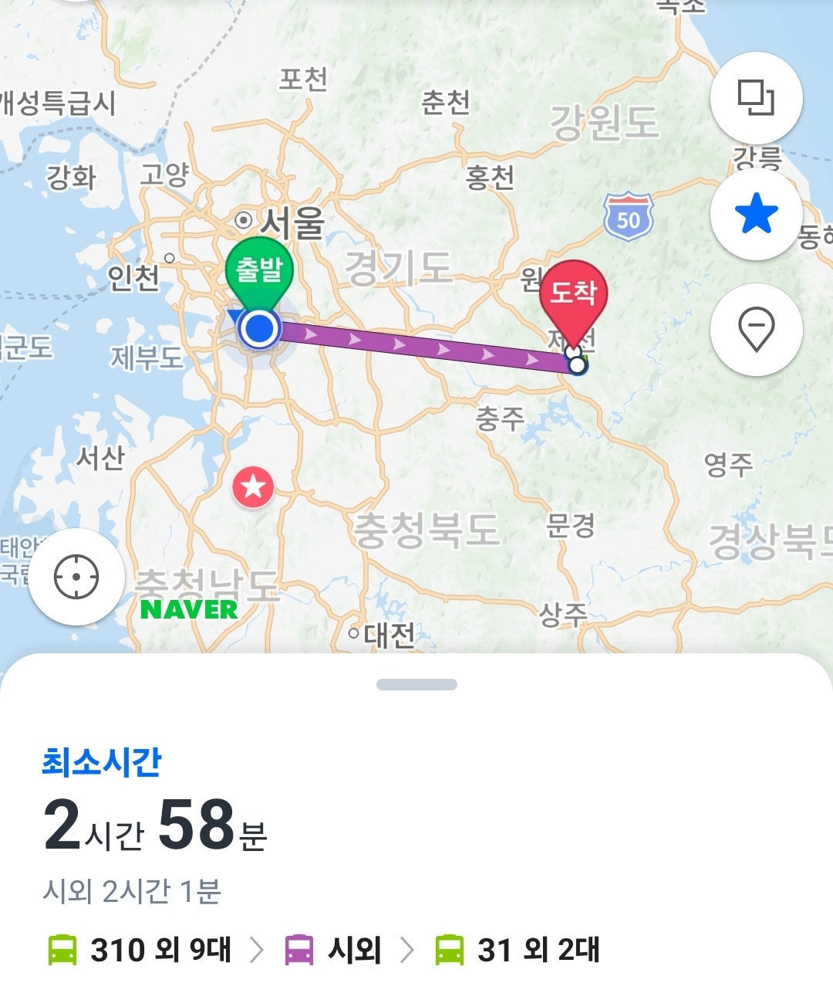 포천
춘천
강원도
개성특급시
강릉
강화
고양
홍천
서울
50
경기도
인천
출발
원
도착
제부도
충주
서산
영주
충청북도
문경
경상북도
충청남도
NAVER
상주
대전
최소시간
2시간 58분
시외 2시간 1분
310 외 9대 > 시외 > 31 외 2대